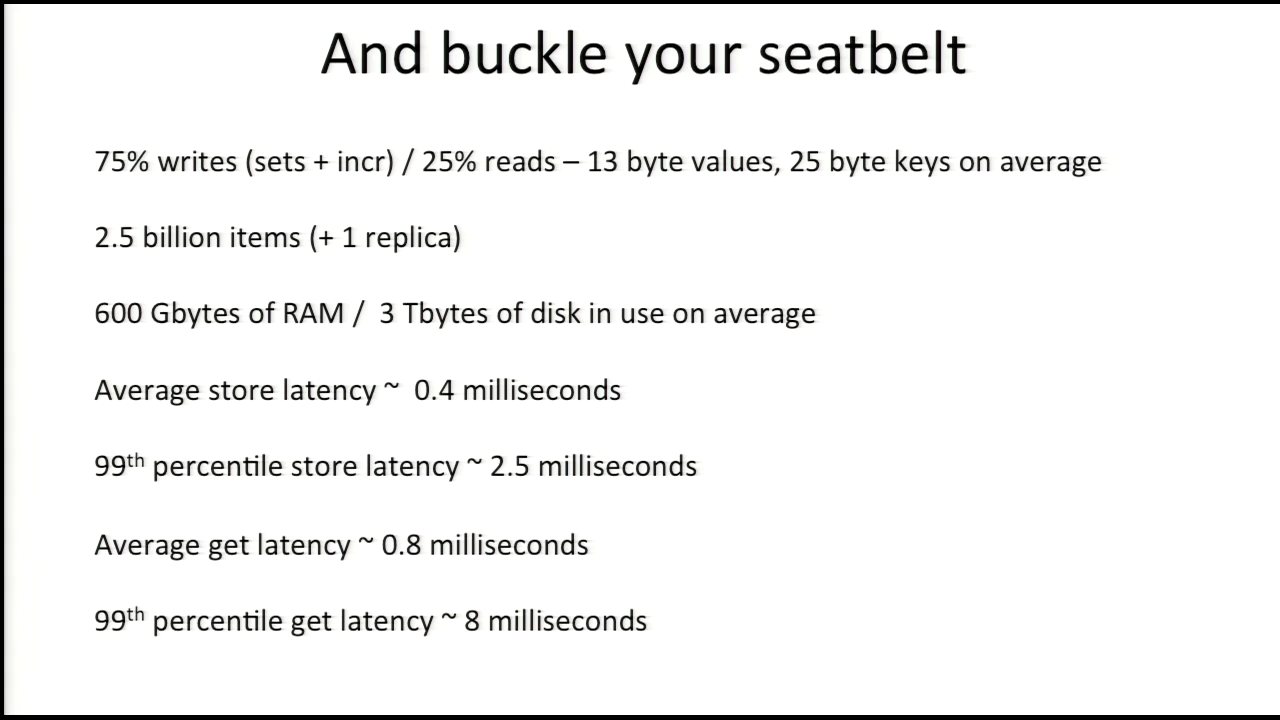 And buckle your seatbelt
75% writes (sets + incr) / 25% reads – 13 byte values, 25 byte keys on average
2.5 billion items (+ 1 replica)
600 Gbytes of RAM /  3 Tbytes of disk in use on average
Average store latency ~  0.4 milliseconds
99th percentile store latency ~ 2.5 milliseconds
Average get latency ~ 0.8 milliseconds
99th percentile get latency ~ 8 milliseconds